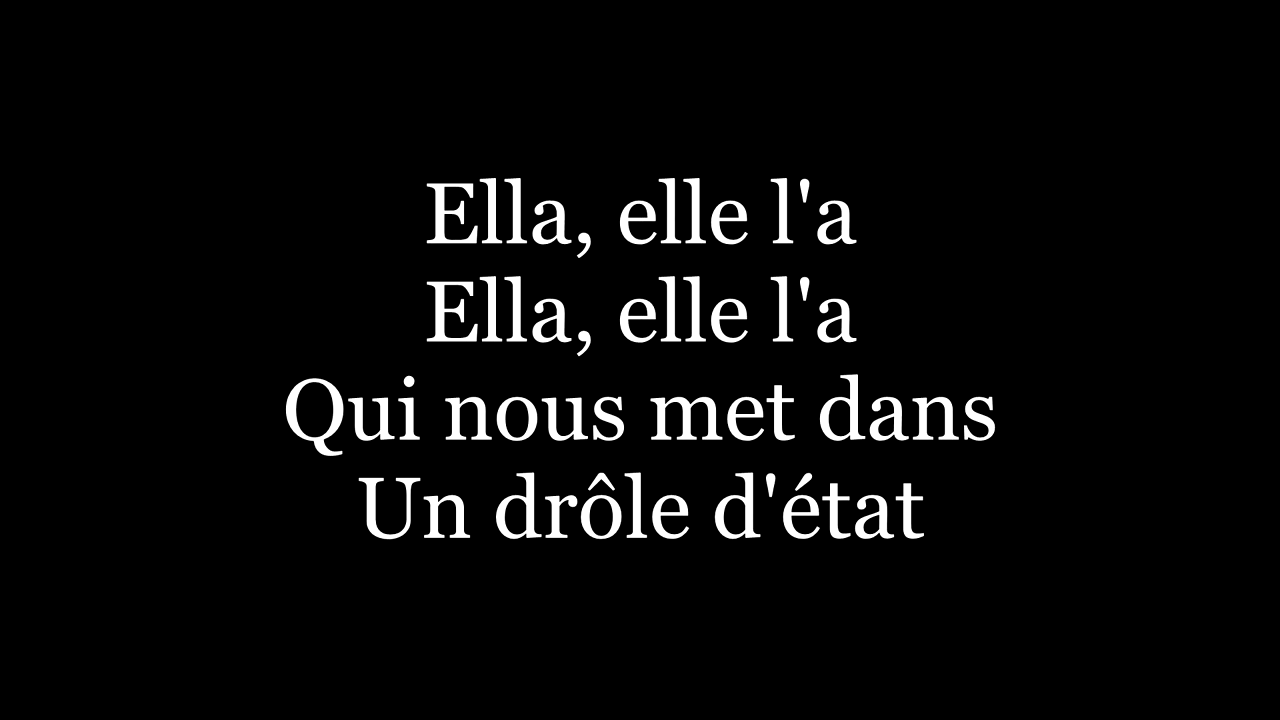 Ella, elle l'a
Ella, elle l'a
Qui nous met dans
Un drôle d'état